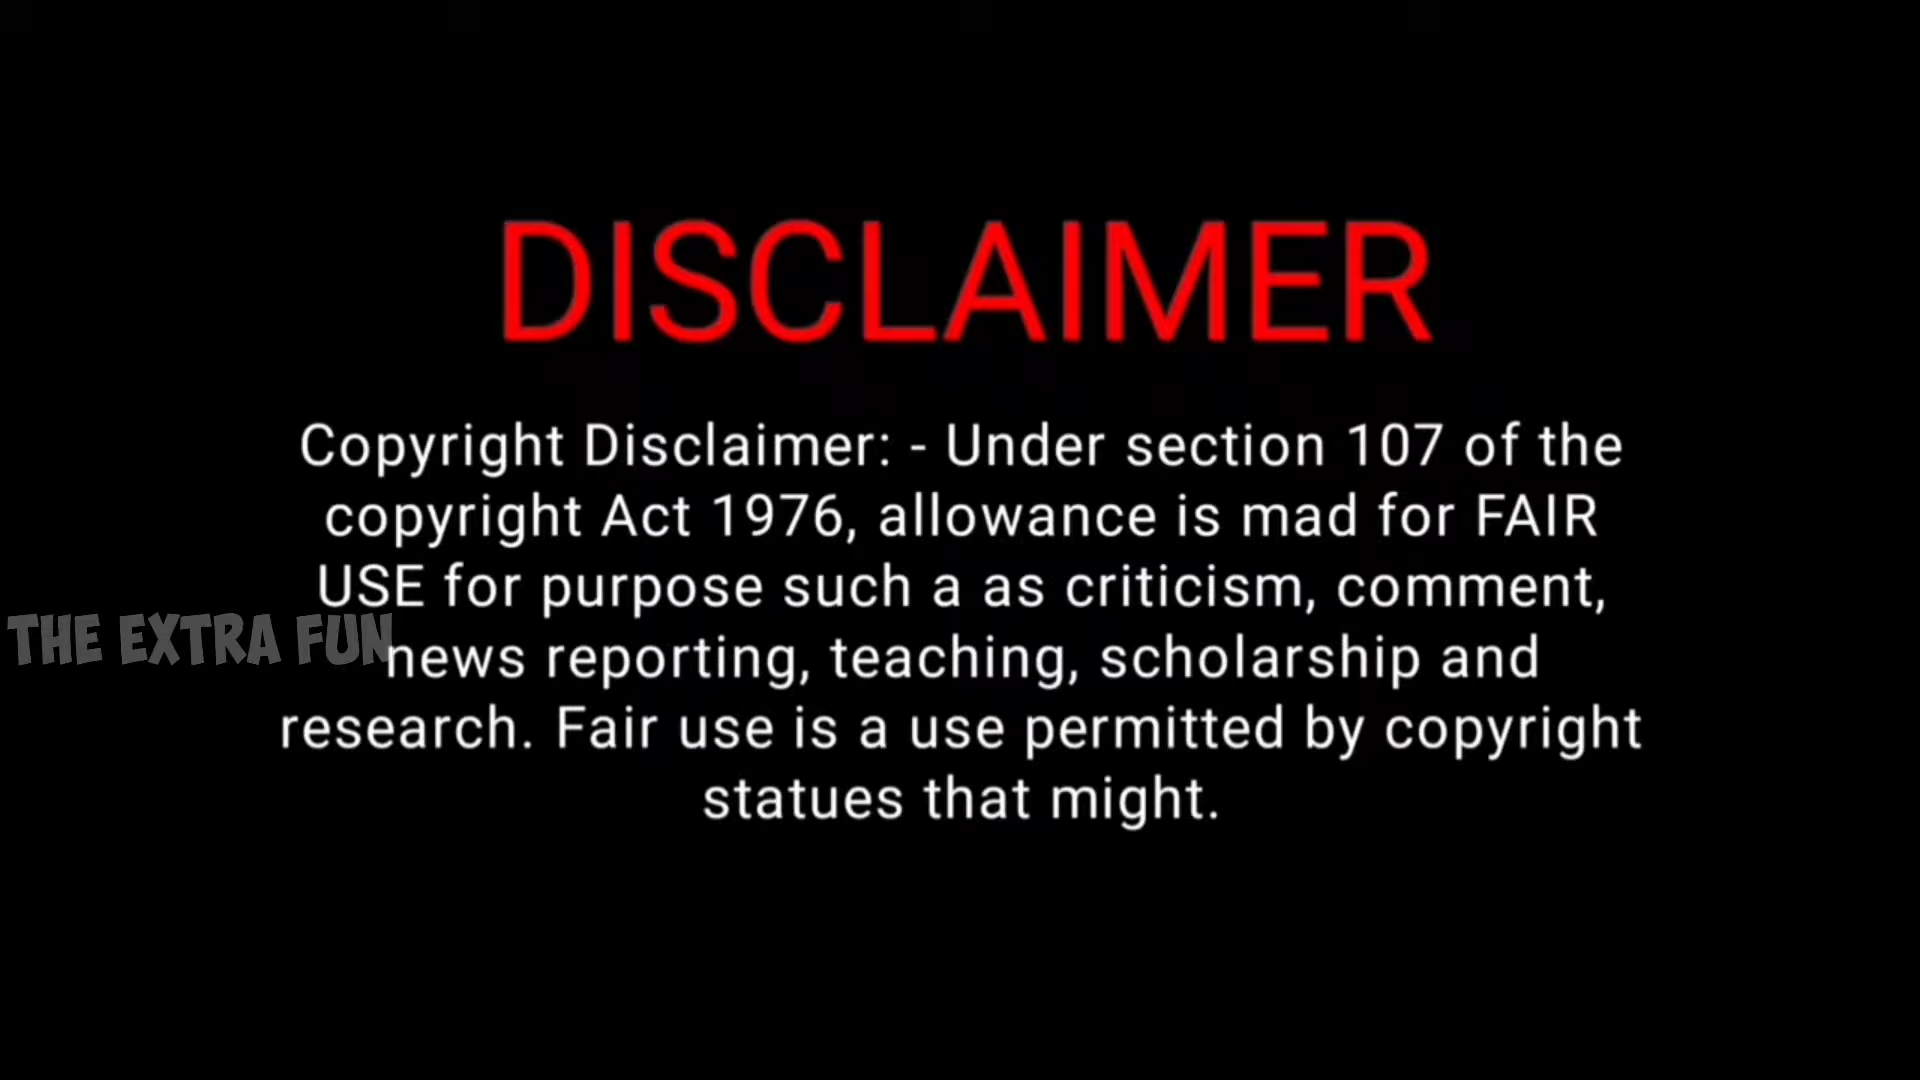 DISCLAIMER
Copyright Disclaimer: - Under section 107 of the
copyright Act 1976, allowance is mad for FAIR
USE for purpose such a as criticism, comment,
THE EXTRA FUN
news reporting, teaching, scholarship and
research. Fair use is a use permitted by copyright
statues that might.